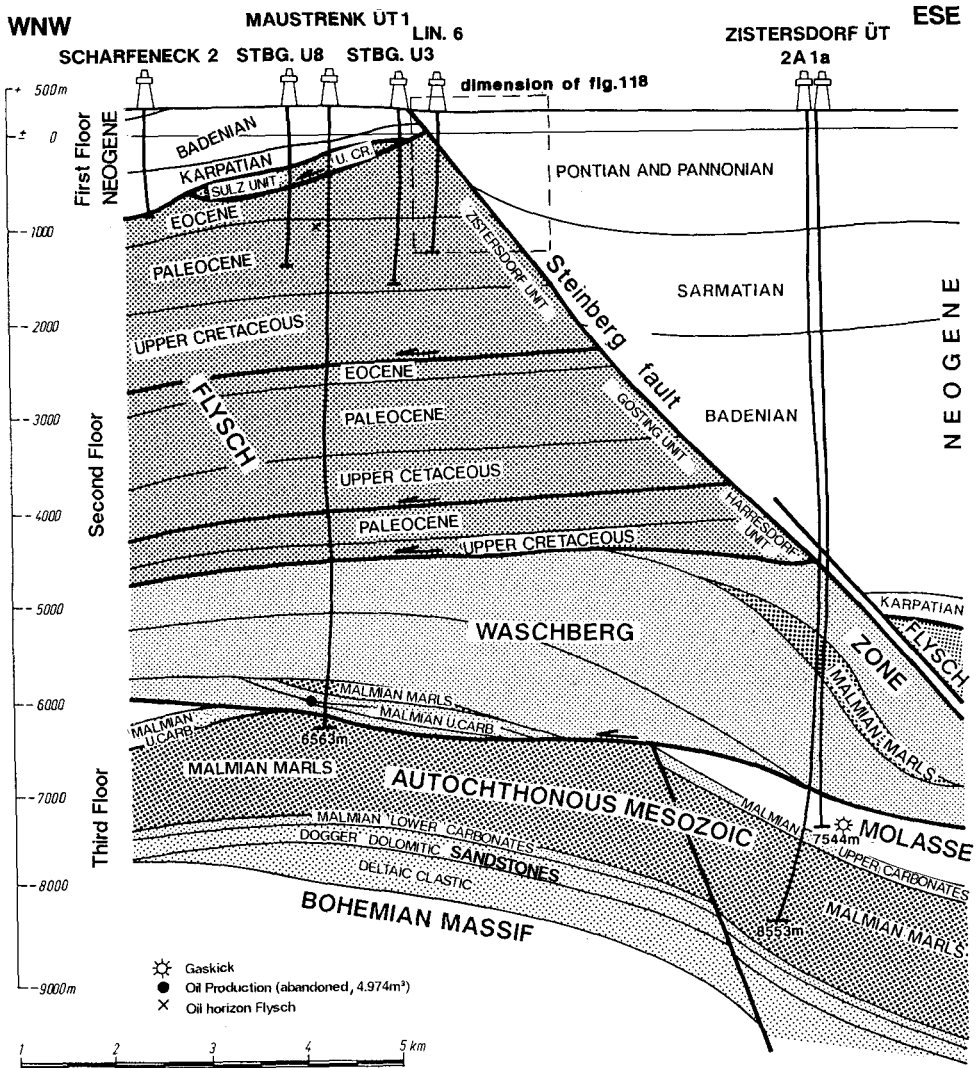 WNW
ESE
MAUSTRENK ÜT 1
LIN. 6
ZISTERSDORF ÜT
SCHARFENECK 2
STBG. U8
STBG. U3
2A 1a
dimension of fig.118
+ 500m
± 0
-1000
-2000
-3000
-4000
-5000
-6000
-7000
-8000
-9000m
First Floor
NEOGENE
Second Floor
Third Floor
BADENIAN
KARPATIAN
U. CR.
SULZ UNIT
EOCENE
PALEOCENE
UPPER CRETACEOUS
FLYSCH
EOCENE
PALEOCENE
UPPER CETACEOUS
PALEOCENE
UPPER CRETACEOUS
ZISTERSDORF UNIT
Steinberg fault
GÖSTING UNIT
HARRESDORF UNIT
PONTIAN AND PANNONIAN
SARMATIAN
BADENIAN
NEOGENE
KARPATIAN
FLYSCH
WASCHBERG
ZONE
MALMIAN MARLS
MALMIAN MARLS
MALMIAN U.CARB
MALMIAN U.CARB
6563m
MALMIAN MARLS
AUTOCHTHONOUS MESOZOIC
MOLASSE
7544m
MALMIAN UPPER CARBONATES
MALMIAN LOWER CARBONATES
DOGGER DOLOMITIC SANDSTONES
DELTAIC CLASTIC
MALMIAN MARLS
8553m
BOHEMIAN MASSIF
Gaskick
Oil Production (abandoned, 4.974m³)
Oil horizon Flysch
1 2 3 4 5 km